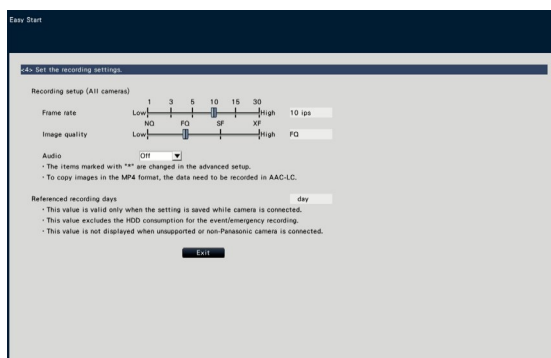 Easy Start
<4> Set the recording settings.
Recording setup (All cameras)
1 3 5 10 15 30
Frame rate Low High 10 ips
NQ FQ SF XF
Image quality Low High FQ
Audio Off
・The items marked with "*" are changed in the advanced setup.
・To copy images in the MP4 format, the data need to be recorded in AAC-LC.
Referenced recording days day
・This value is valid only when the setting is saved while camera is connected.
・This value excludes the HDD consumption for the event/emergency recording.
・This value is not displayed when unsupported or non-Panasonic camera is connected.
Exit